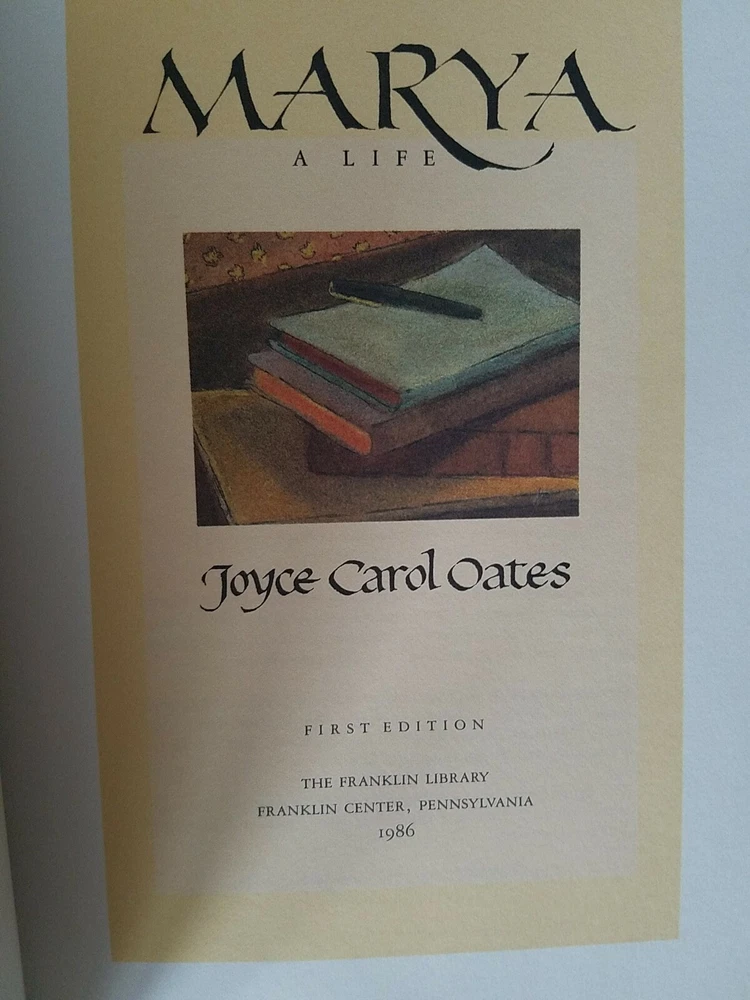 MARYA
A LIFE
Joyce Carol Oates
FIRST EDITION
THE FRANKLIN LIBRARY
FRANKLIN CENTER, PENNSYLVANIA
1986